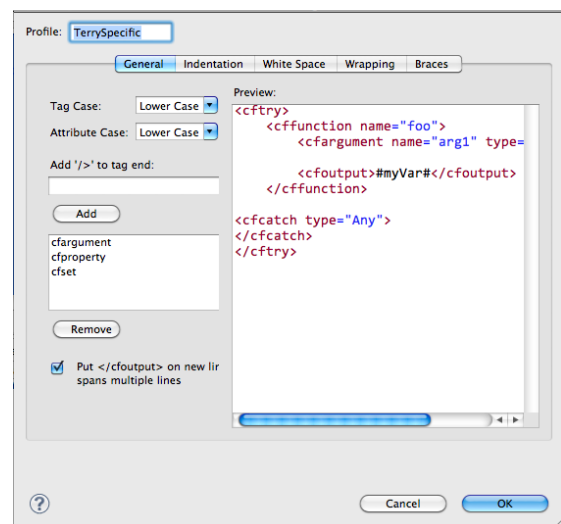 Profile: TerrySpecific
General Indentation White Space Wrapping Braces
Tag Case: Lower Case
Attribute Case: Lower Case
Add '/>' to tag end:
Add
cfargument
cfproperty
cfset
Remove
Put </cfoutput> on new lir
spans multiple lines
Preview:
<cftry>
<cffunction name="foo">
<cfargument name="arg1" type=
<cfoutput>#myVar#</cfoutput>
</cffunction>
<cfcatch type="Any">
</cfcatch>
</cftry>
?
Cancel OK